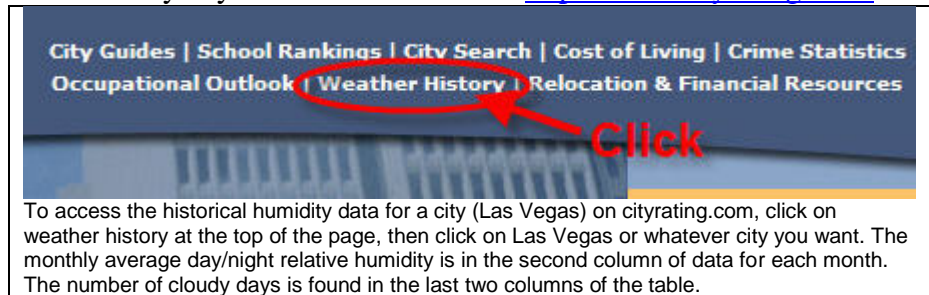 City Guides | School Rankings | City Search | Cost of Living | Crime Statistics
Occupational Outlook | Weather History | Relocation & Financial Resources
Click
To access the historical humidity data for a city (Las Vegas) on cityrating.com, click on
weather history at the top of the page, then click on Las Vegas or whatever city you want. The
monthly average day/night relative humidity is in the second column of data for each month.
The number of cloudy days is found in the last two columns of the table.